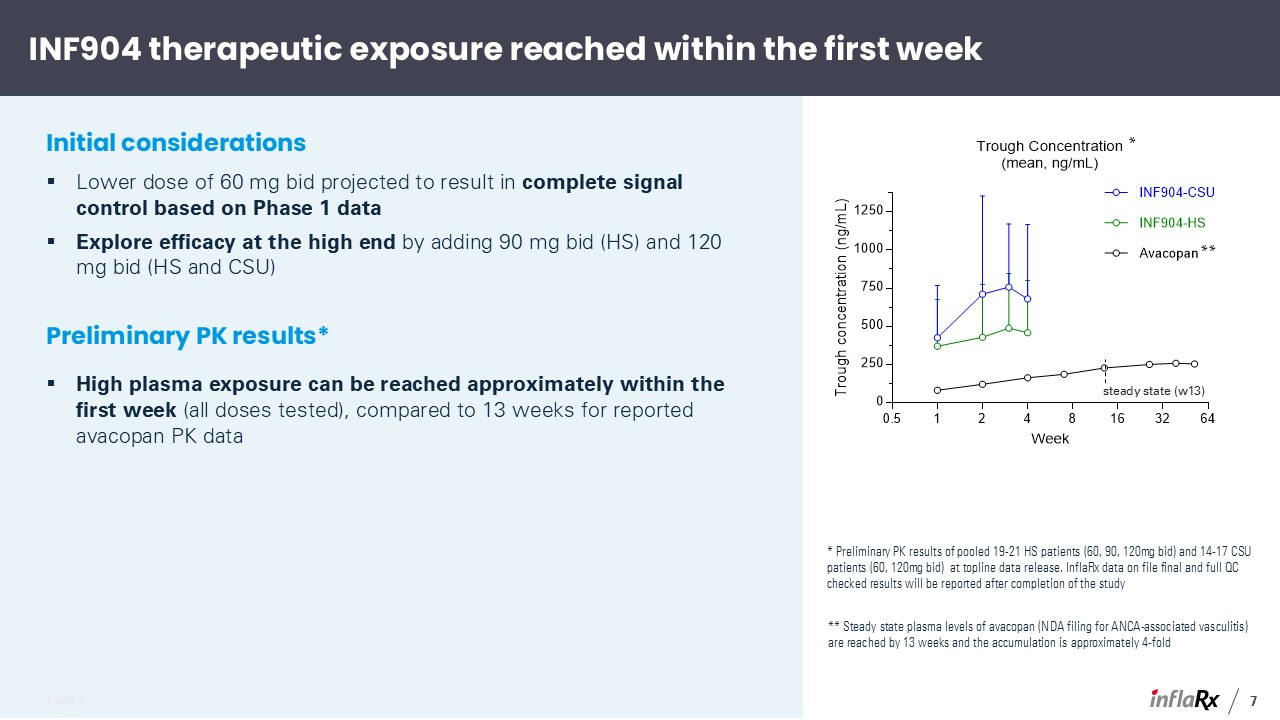 INF904 therapeutic exposure reached within the first week
Initial considerations
▪ Lower dose of 60 mg bid projected to result in complete signal
control based on Phase 1 data
▪ Explore efficacy at the high end by adding 90 mg bid (HS) and 120
mg bid (HS and CSU)
Preliminary PK results*
▪ High plasma exposure can be reached approximately within the
first week (all doses tested), compared to 13 weeks for reported
avacopan PK data
Trough Concentration *
(mean, ng/mL)
INF904-CSU
INF904-HS
Avacopan**
Trough concentration (ng/mL)
1250
1000
750
500
250
0
steady state (w13)
0.5 1 2 4 8 16 32 64
Week
* Preliminary PK results of pooled 19-21 HS patients (60, 90, 120mg bid) and 14-17 CSU
patients (60, 120mg bid) at topline data release. InflaRx data on file final and full QC
checked results will be reported after completion of the study
** Steady state plasma levels of avacopan (NDA filing for ANCA-associated vasculitis)
are reached by 13 weeks and the accumulation is approximately 4-fold
Page 7
inflaRx / 7